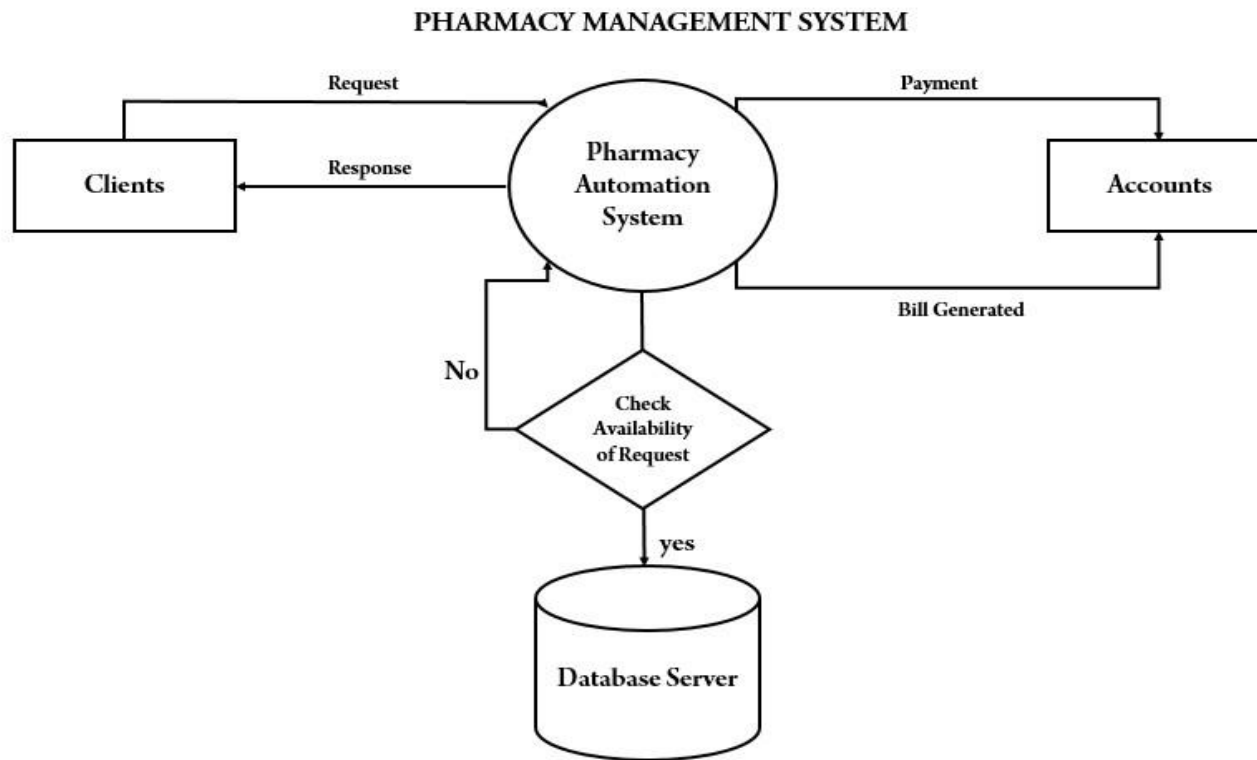 PHARMACY MANAGEMENT SYSTEM
Request
Payment
Clients
Response
Pharmacy
Automation
System
Accounts
Bill Generated
No
Check
Availability
of Request
yes
Database Server